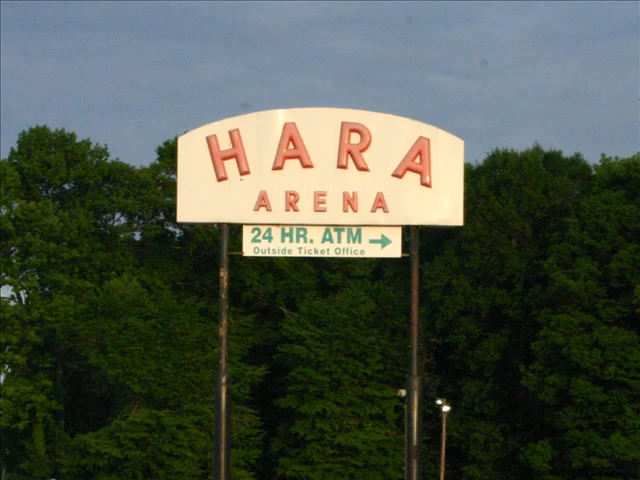 HARA
ARENA
24 HR. ATM →
Outside Ticket Office